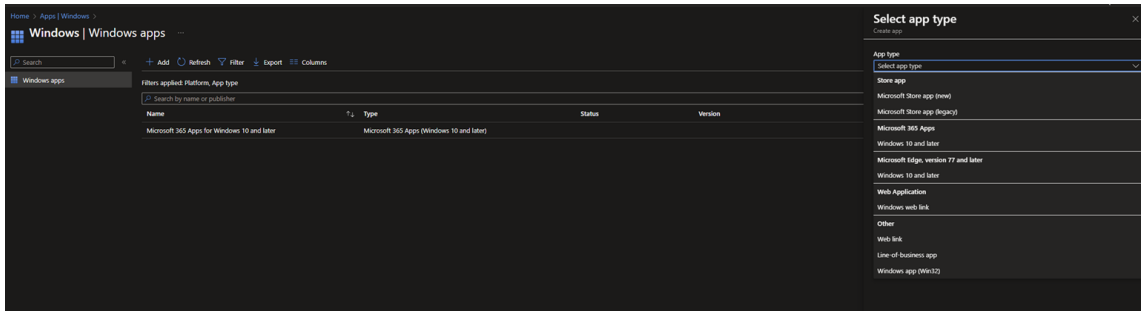 Home > Apps | Windows >
Windows | Windows apps ...
Search
«
Windows apps
+ Add Refresh Filter Export Columns
Filters applied: Platform, App type
Search by name or publisher
Name ↑↓ Type Status Version
Microsoft 365 Apps for Windows 10 and later Microsoft 365 Apps (Windows 10 and later)
Select app type
Create app
App type
Select app type
Store app
Microsoft Store app (new)
Microsoft Store app (legacy)
Microsoft 365 Apps
Windows 10 and later
Microsoft Edge, version 77 and later
Windows 10 and later
Web Application
Windows web link
Other
Web link
Line-of-business app
Windows app (Win32)